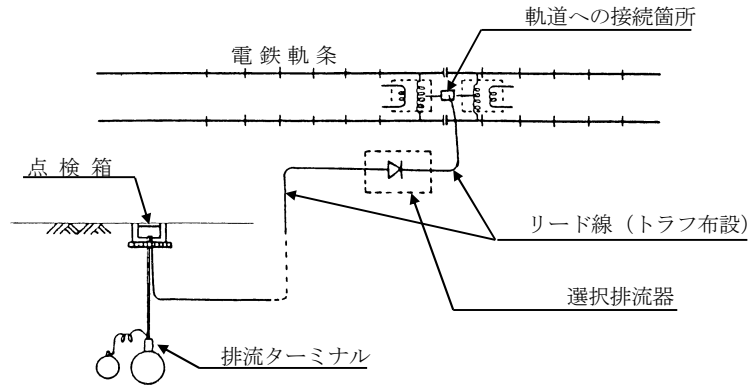 軌道への接続箇所
電鉄軌条
点検箱
リード線（トラフ布設）
選択排流器
排流ターミナル